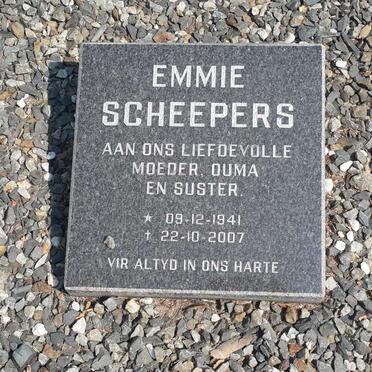 EMMIE
SCHEEPERS
AAN ONS LIEFDEVOLLE
MOEDER, OUMA
EN SUSTER.
★ 09-12-1941
† 22-10-2007
VIR ALTYD IN ONS HARTE